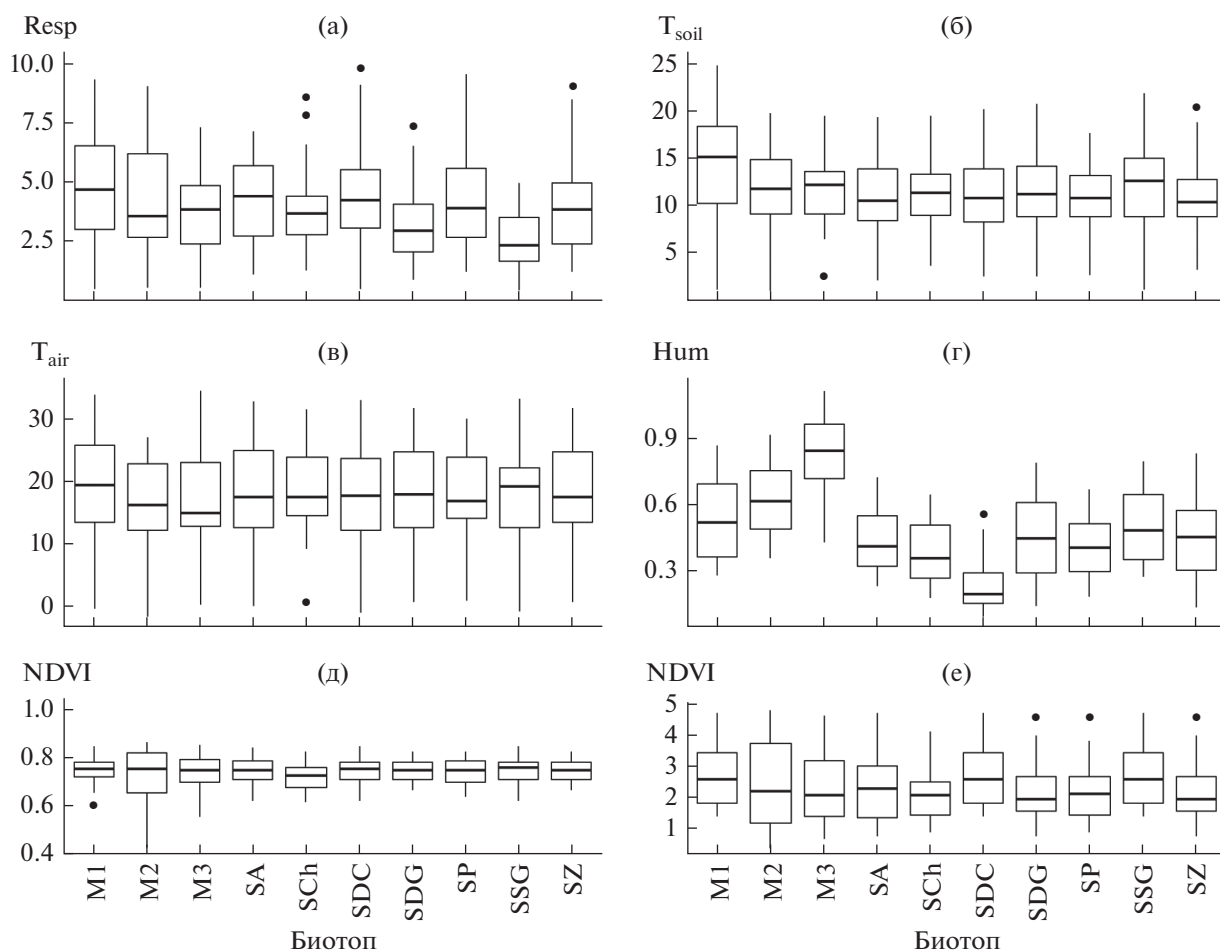 Resp (а)
10.0
7.5
5.0
2.5
T_soil (б)
25
20
15
10
5
T_air (в)
30
20
10
0
Hum (г)
0.9
0.6
0.3
NDVI (д)
1.0
0.8
0.6
0.4
M1 M2 M3 SA SCh SDC SDG SP SSG SZ
Биотоп
NDVI (е)
5
4
3
2
1
M1 M2 M3 SA SCh SDC SDG SP SSG SZ
Биотоп